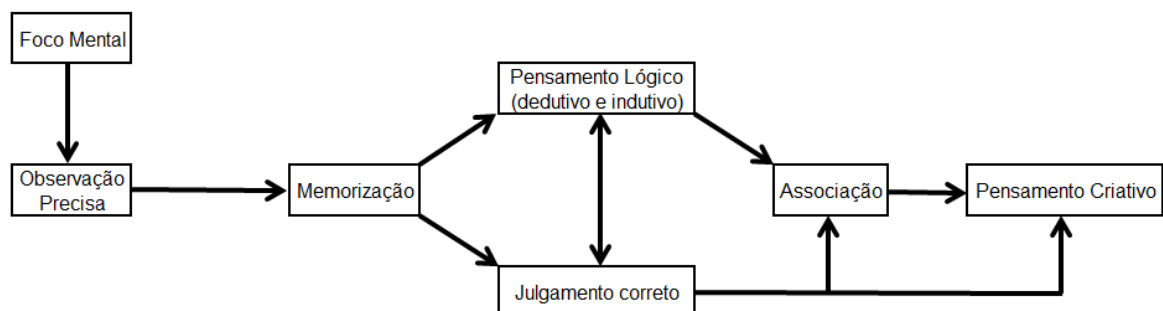 Foco Mental
Pensamento Lógico
(dedutivo e indutivo)
Observação
Precisa
Memorização
Associação
Pensamento Criativo
Julgamento correto